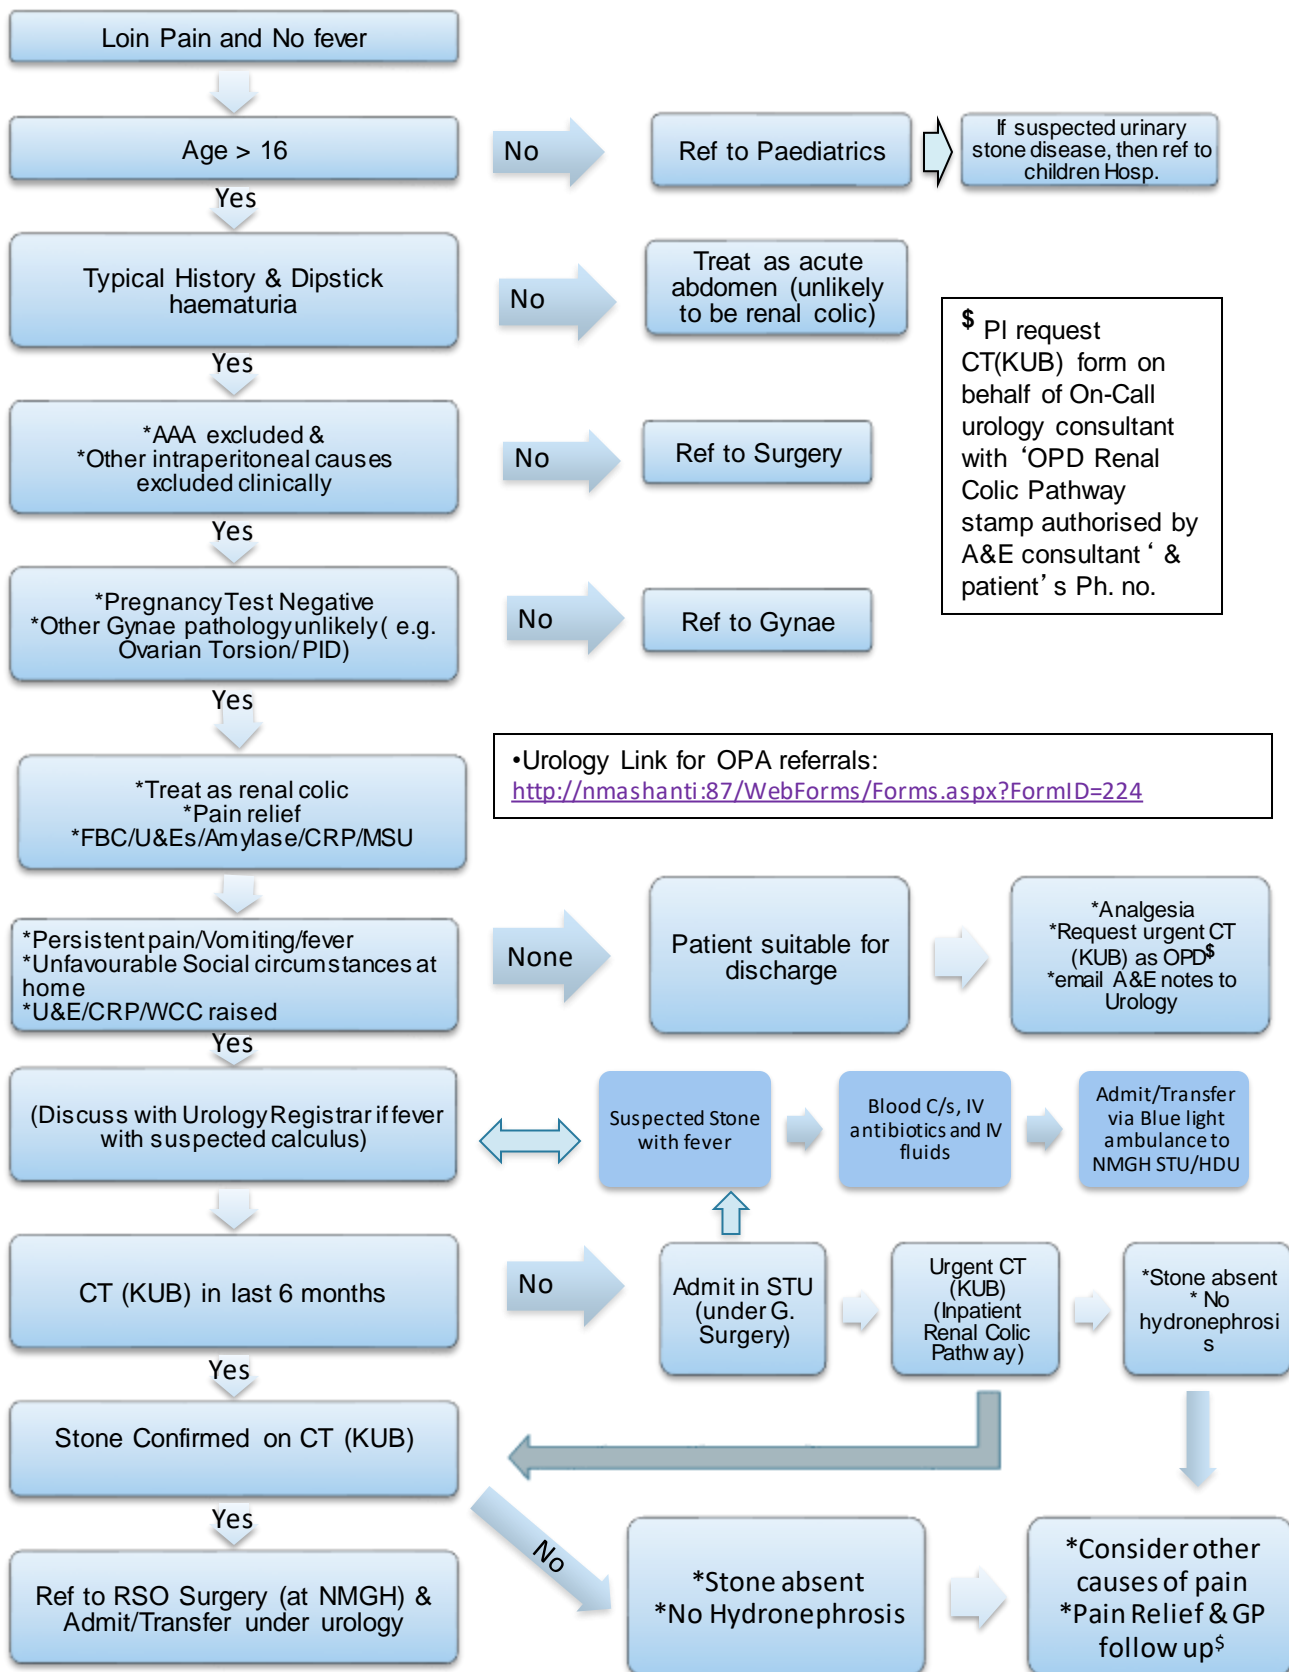 Loin Pain and No fever
Age > 16
No
Ref to Paediatrics
If suspected urinary
stone disease, then ref to
children Hosp.
Yes
Typical History & Dipstick
haematuria
No
Treat as acute
abdomen (unlikely
to be renal colic)
$ Pl request
CT(KUB) form on
behalf of On-Call
urology consultant
with ‘OPD Renal
Colic Pathway
stamp authorised by
A&E consultant ‘ &
patient’s Ph. no.
Yes
*AAA excluded &
*Other intraperitoneal causes
excluded clinically
No
Ref to Surgery
Yes
*Pregnancy Test Negative
*Other Gynae pathology unlikely ( e.g.
Ovarian Torsion/ PID)
No
Ref to Gynae
Yes
•Urology Link for OPA referrals:
http://nmashanti:87/WebForms/Forms.aspx?FormID=224
*Treat as renal colic
*Pain relief
*FBC/U&Es/Amylase/CRP/MSU
*Persistent pain/Vomiting/fever
*Unfavourable Social circumstances at
home
*U&E/CRP/WCC raised
None
Patient suitable for
discharge
*Analgesia
*Request urgent CT
(KUB) as OPD$
*email A&E notes to
Urology
Yes
(Discuss with Urology Registrar if fever
with suspected calculus)
Suspected Stone
with fever
Blood C/s, IV
antibiotics and IV
fluids
Admit/Transfer
via Blue light
ambulance to
NMGH STU/HDU
CT (KUB) in last 6 months
No
Admit in STU
(under G.
Surgery)
Urgent CT
(KUB)
(Inpatient
Renal Colic
Pathway)
*Stone absent
* No
hydronephrosi
s
Yes
Stone Confirmed on CT (KUB)
Yes
No
Ref to RSO Surgery (at NMGH) &
Admit/Transfer under urology
*Stone absent
*No Hydronephrosis
*Consider other
causes of pain
*Pain Relief & GP
follow up$